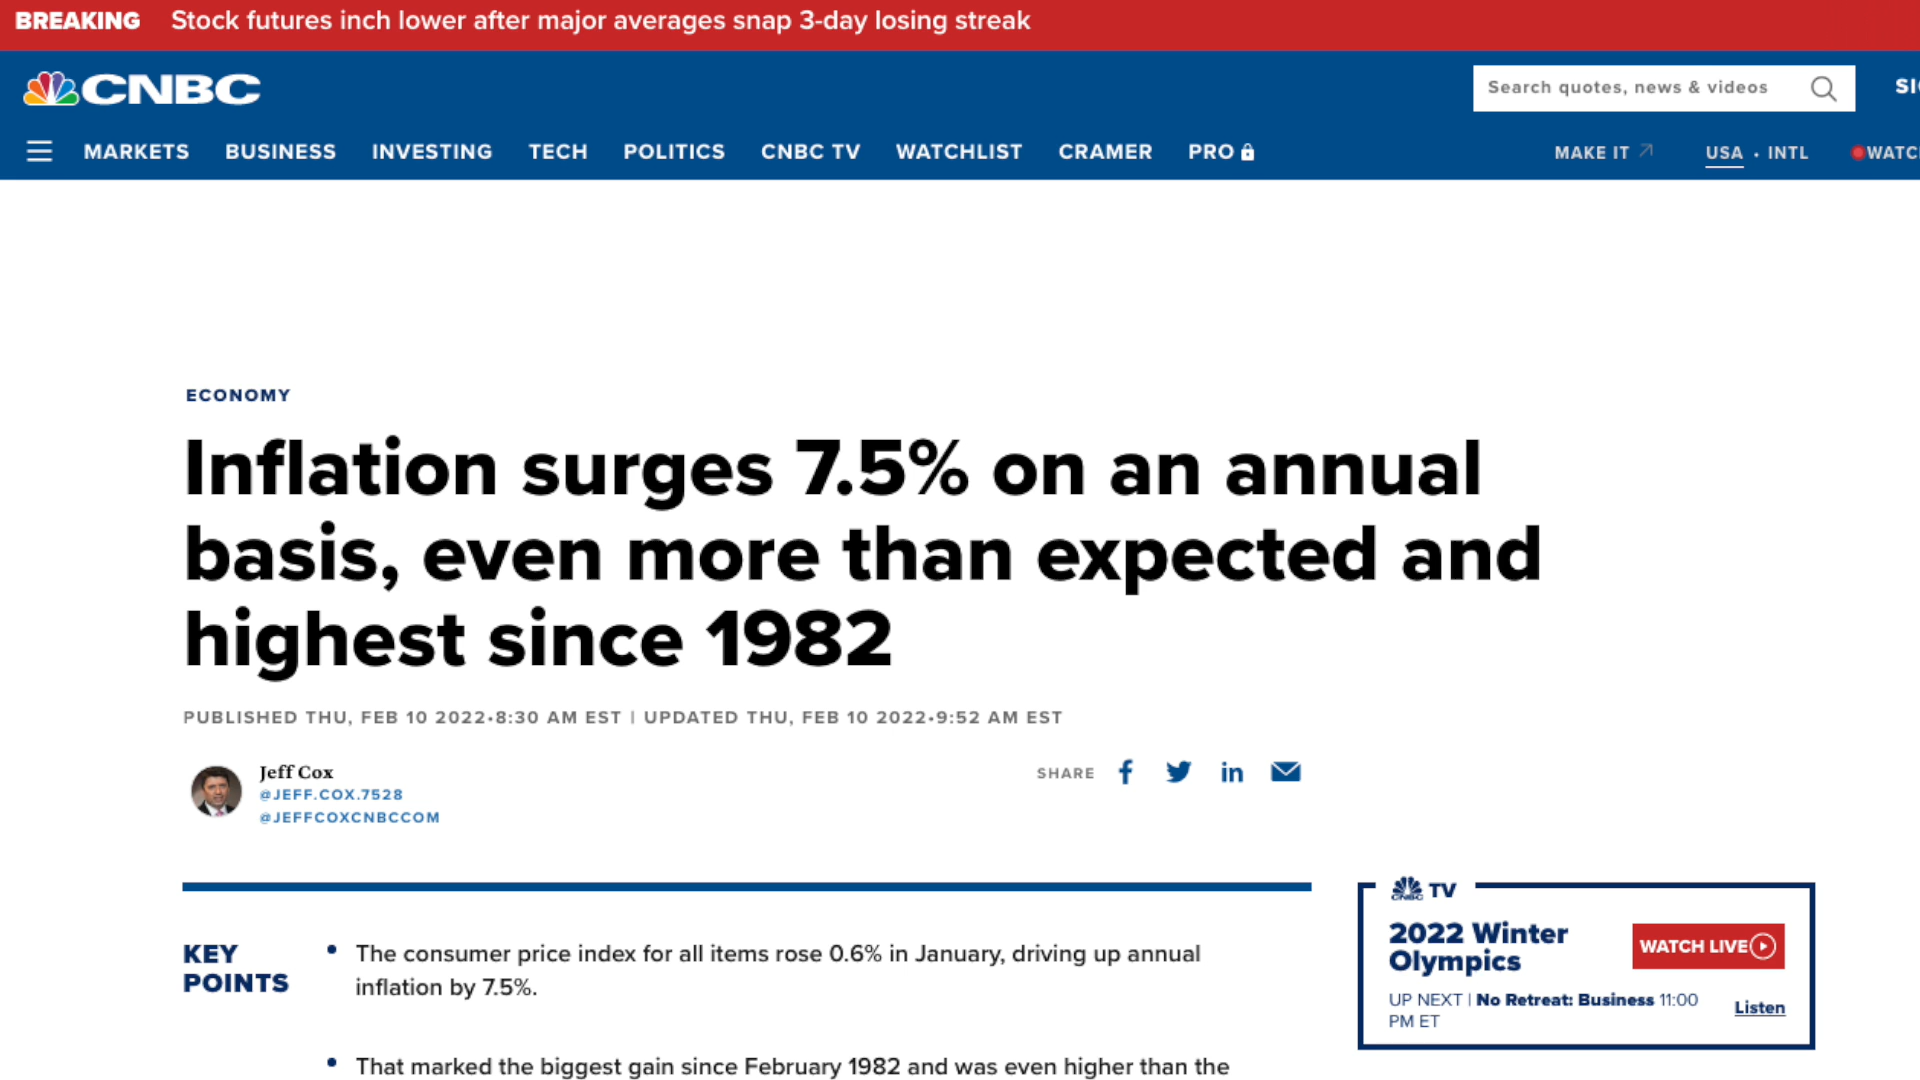 BREAKING Stock futures inch lower after major averages snap 3-day losing streak
CNBC
Search quotes, news & videos
MARKETS BUSINESS INVESTING TECH POLITICS CNBC TV WATCHLIST CRAMER PRO
MAKE IT USA • INTL
ECONOMY
Inflation surges 7.5% on an annual
basis, even more than expected and
highest since 1982
PUBLISHED THU, FEB 10 2022•8:30 AM EST | UPDATED THU, FEB 10 2022•9:52 AM EST
Jeff Cox
@JEFF.COX.7528
@JEFFCOXCNBCCOM
SHARE
KEY
POINTS
• The consumer price index for all items rose 0.6% in January, driving up annual
inflation by 7.5%.
• That marked the biggest gain since February 1982 and was even higher than the
CNBC TV
2022 Winter
Olympics
WATCH LIVE
UP NEXT | No Retreat: Business 11:00
PM ET
Listen